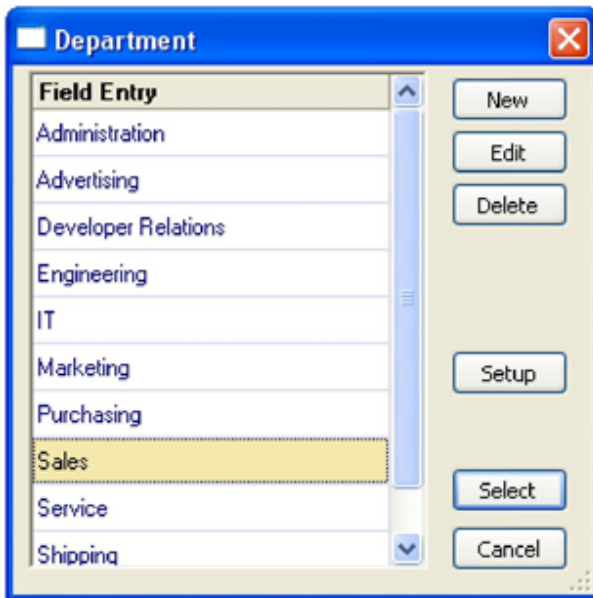 Department
Field Entry
Administration
Advertising
Developer Relations
Engineering
IT
Marketing
Purchasing
Sales
Service
Shipping
New
Edit
Delete
Setup
Select
Cancel